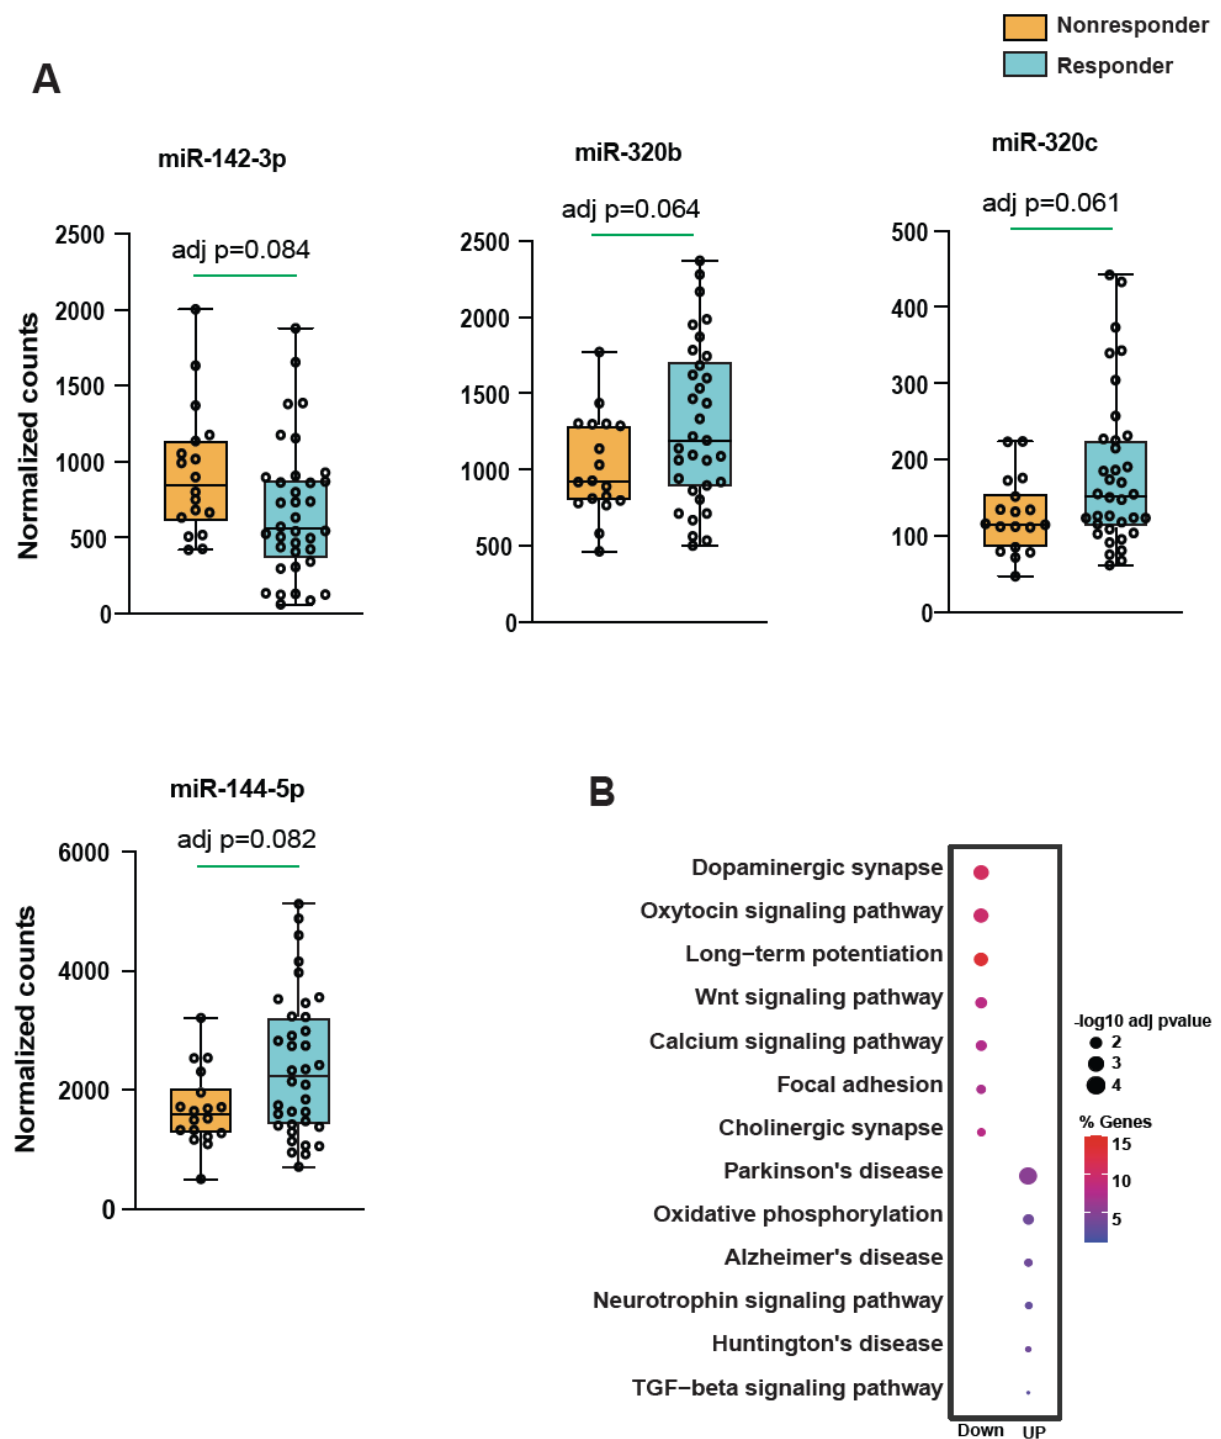 Nonresponder
Responder
A
miR-142-3p
adj p=0.084
Normalized counts
2500
2000
1500
1000
500
0
miR-320b
adj p=0.064
2500
2000
1500
1000
500
0
miR-320c
adj p=0.061
500
400
300
200
100
0
miR-144-5p
adj p=0.082
Normalized counts
6000
4000
2000
0
B
Dopaminergic synapse
Oxytocin signaling pathway
Long−term potentiation
Wnt signaling pathway
Calcium signaling pathway
Focal adhesion
Cholinergic synapse
Parkinson's disease
Oxidative phosphorylation
Alzheimer's disease
Neurotrophin signaling pathway
Huntington's disease
TGF−beta signaling pathway
Down UP
-log10 adj pvalue
2
3
4
% Genes
15
10
5